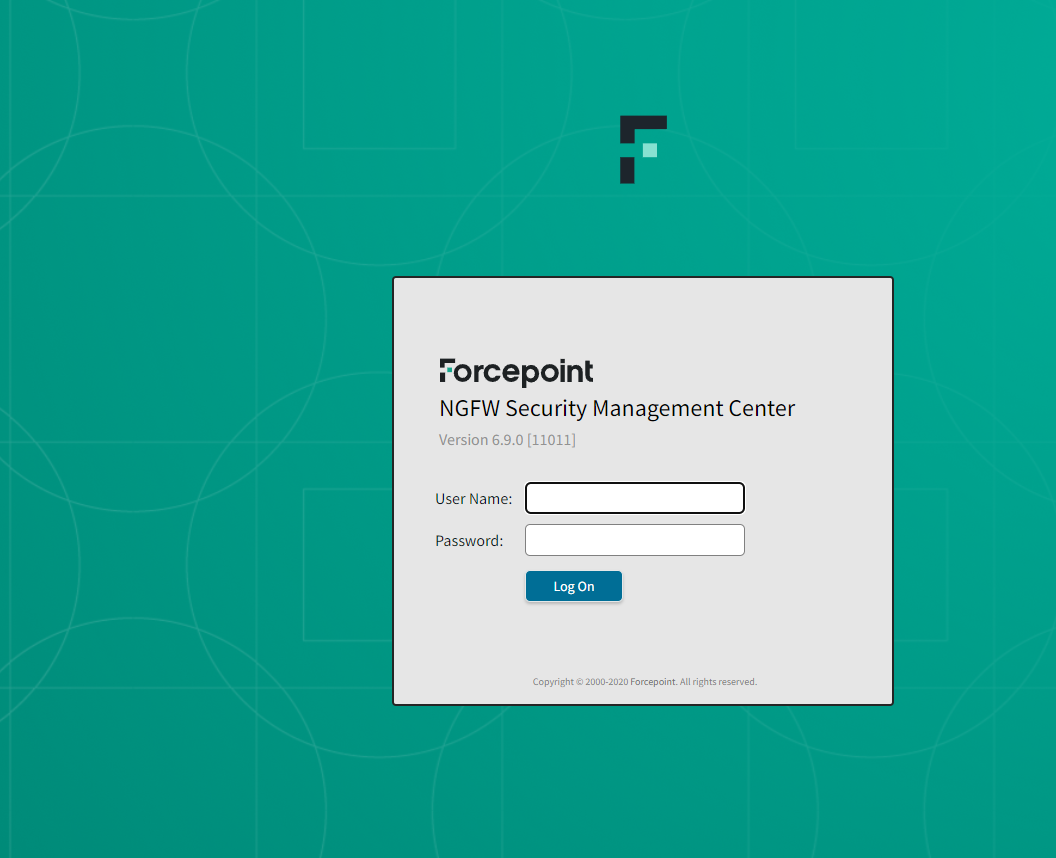 Forcepoint
NGFW Security Management Center
Version 6.9.0 [11011]
User Name:
Password:
Log On
Copyright © 2000-2020 Forcepoint. All rights reserved.